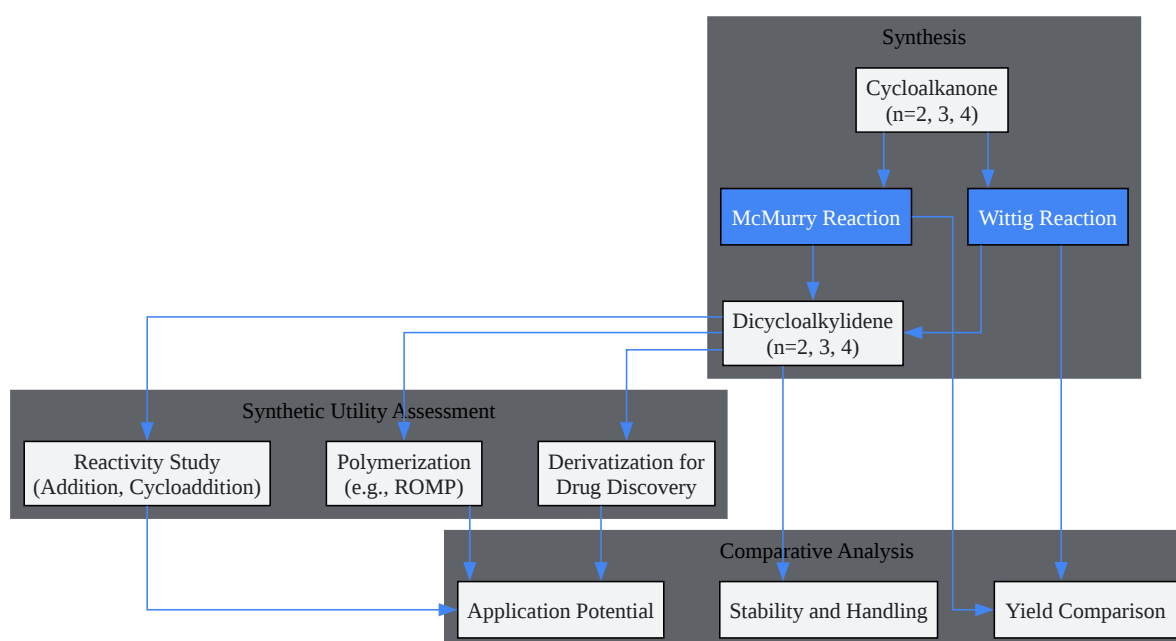 Synthesis
Cycloalkanone
(n=2, 3, 4)
McMurry Reaction
Wittig Reaction
Dicycloalkylidene
(n=2, 3, 4)
Synthetic Utility Assessment
Reactivity Study
(Addition, Cycloaddition)
Polymerization
(e.g., ROMP)
Derivatization for
Drug Discovery
Comparative Analysis
Application Potential
Stability and Handling
Yield Comparison